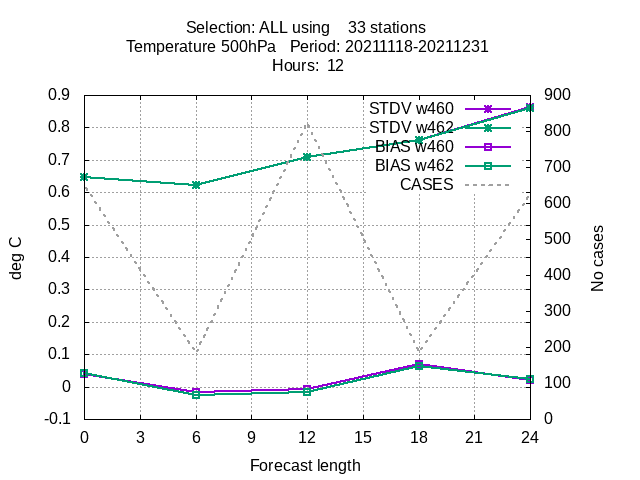 Selection: ALL using 33 stations
Temperature 500hPa Period: 20211118-20211231
Hours: 12
0.9
0.8
0.7
0.6
0.5
0.4
0.3
0.2
0.1
0
-0.1
deg C
STDV w460
STDV w462
BIAS w460
BIAS w462
CASES
900
800
700
600
500
400
300
200
100
0
No cases
0 3 6 9 12 15 18 21 24
Forecast length